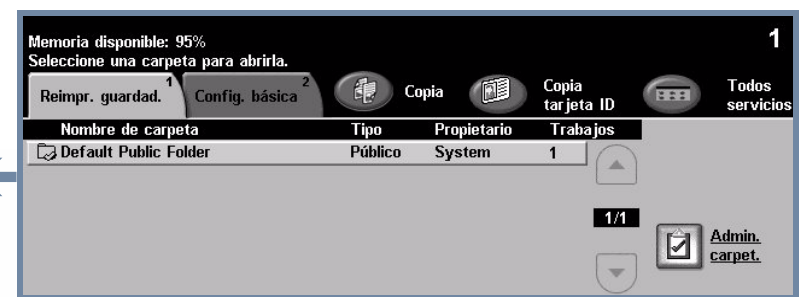 1
Memoria disponible: 95%
Seleccione una carpeta para abrirla.
Reimpr. guardad. 1
Config. básica 2
Copia
Copia
tarjeta ID
Todos
servicios
Nombre de carpeta Tipo Propietario Trabajos
Default Public Folder Público System 1
1/1
Admin.
carpet.